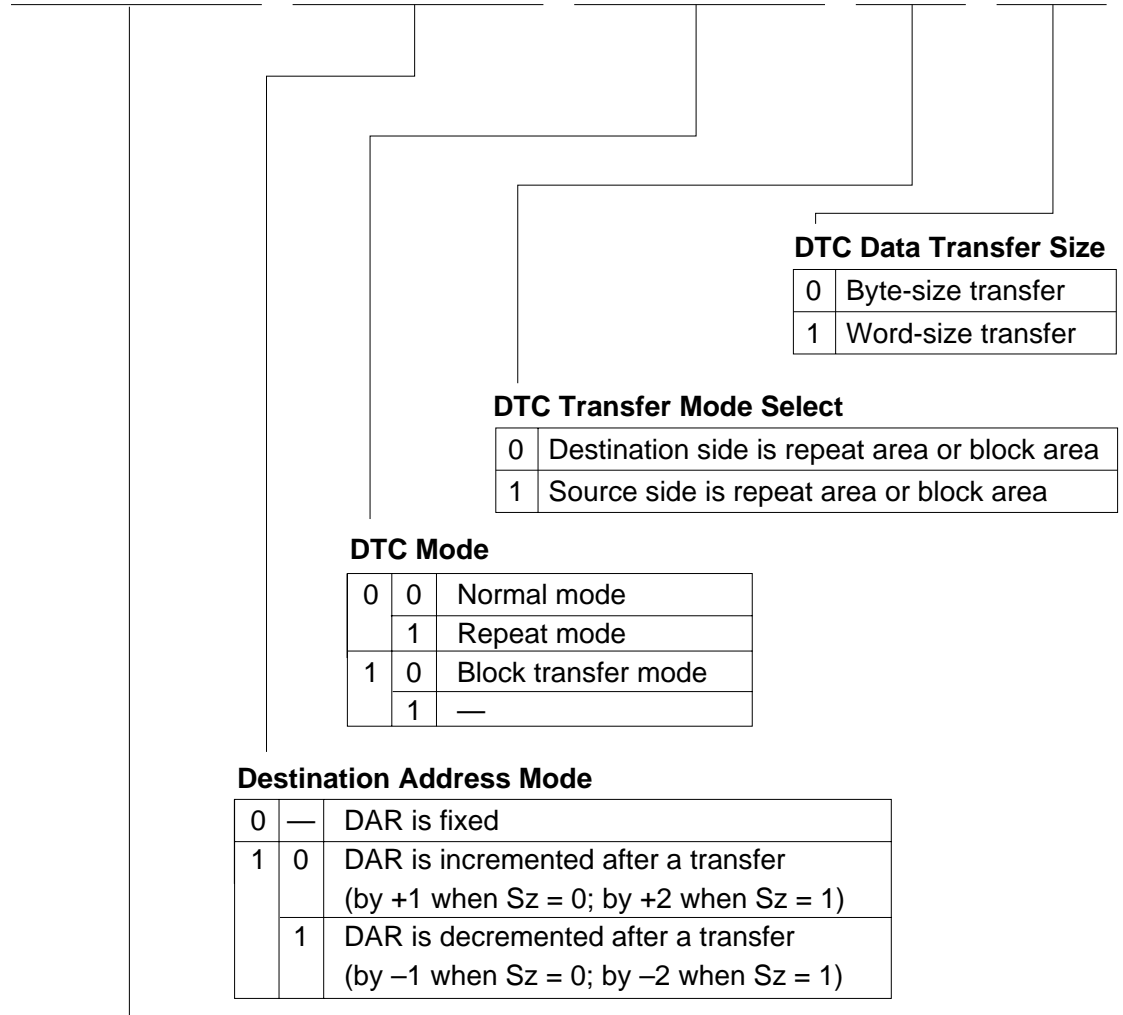 DTC Data Transfer Size
0 Byte-size transfer
1 Word-size transfer
DTC Transfer Mode Select
0 Destination side is repeat area or block area
1 Source side is repeat area or block area
DTC Mode
0 0 Normal mode
1 Repeat mode
1 0 Block transfer mode
1 —
Destination Address Mode
0 — DAR is fixed
1 0 DAR is incremented after a transfer
(by +1 when Sz = 0; by +2 when Sz = 1)
1 DAR is decremented after a transfer
(by –1 when Sz = 0; by –2 when Sz = 1)